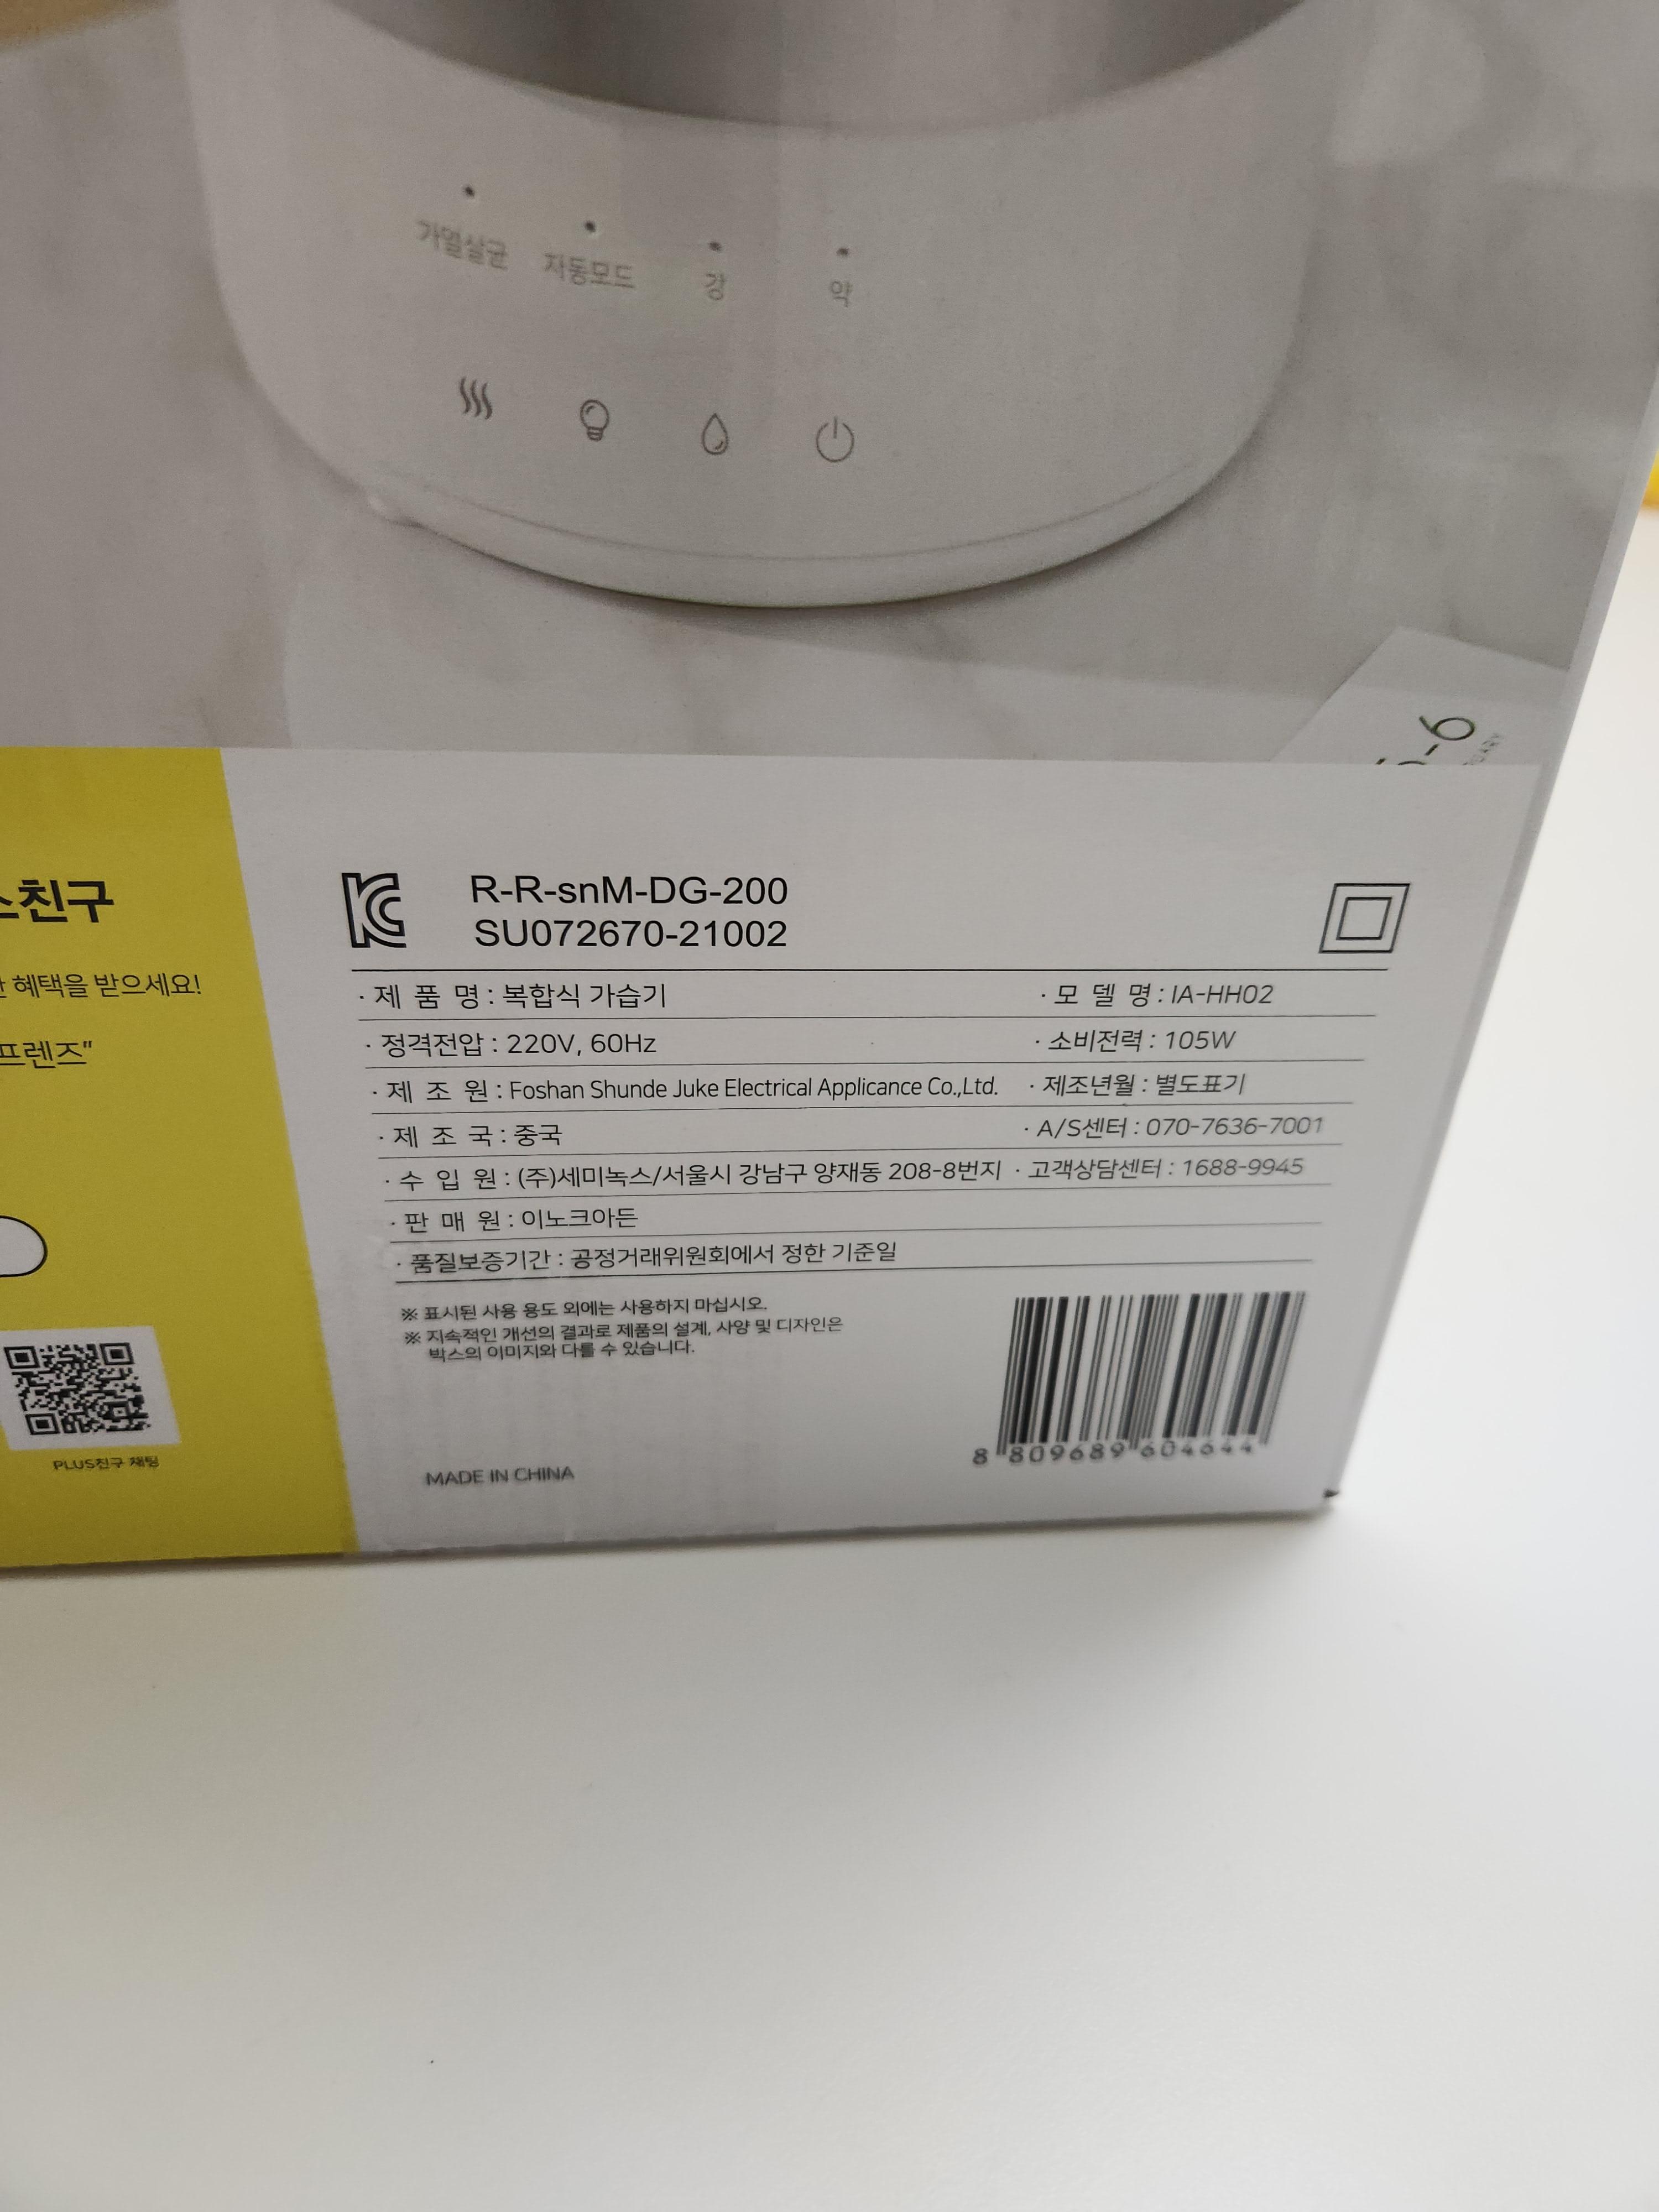 가열살균 자동모드 강 약
6-6
스친구
혜택을 받으세요!
프렌즈"
PLUS친구 채팅
R-R-snM-DG-200
SU072670-21002
· 제 품 명 : 복합식 가습기 · 모 델 명 : IA-HH02
· 정격전압 : 220V, 60Hz · 소비전력 : 105W
· 제 조 원 : Foshan Shunde Juke Electrical Applicance Co.,Ltd. · 제조년월 : 별도표기
· 제 조 국 : 중국 · A/S센터 : 070-7636-7001
· 수 입 원 : (주)세미녹스/서울시 강남구 양재동 208-8번지 · 고객상담센터 : 1688-9945
· 판 매 원 : 이노크아든
· 품질보증기간 : 공정거래위원회에서 정한 기준일
※ 표시된 사용 용도 외에는 사용하지 마십시오.
※ 지속적인 개선의 결과로 제품의 설계, 사양 및 디자인은
박스의 이미지와 다를 수 있습니다.
8 809689 604644
MADE IN CHINA